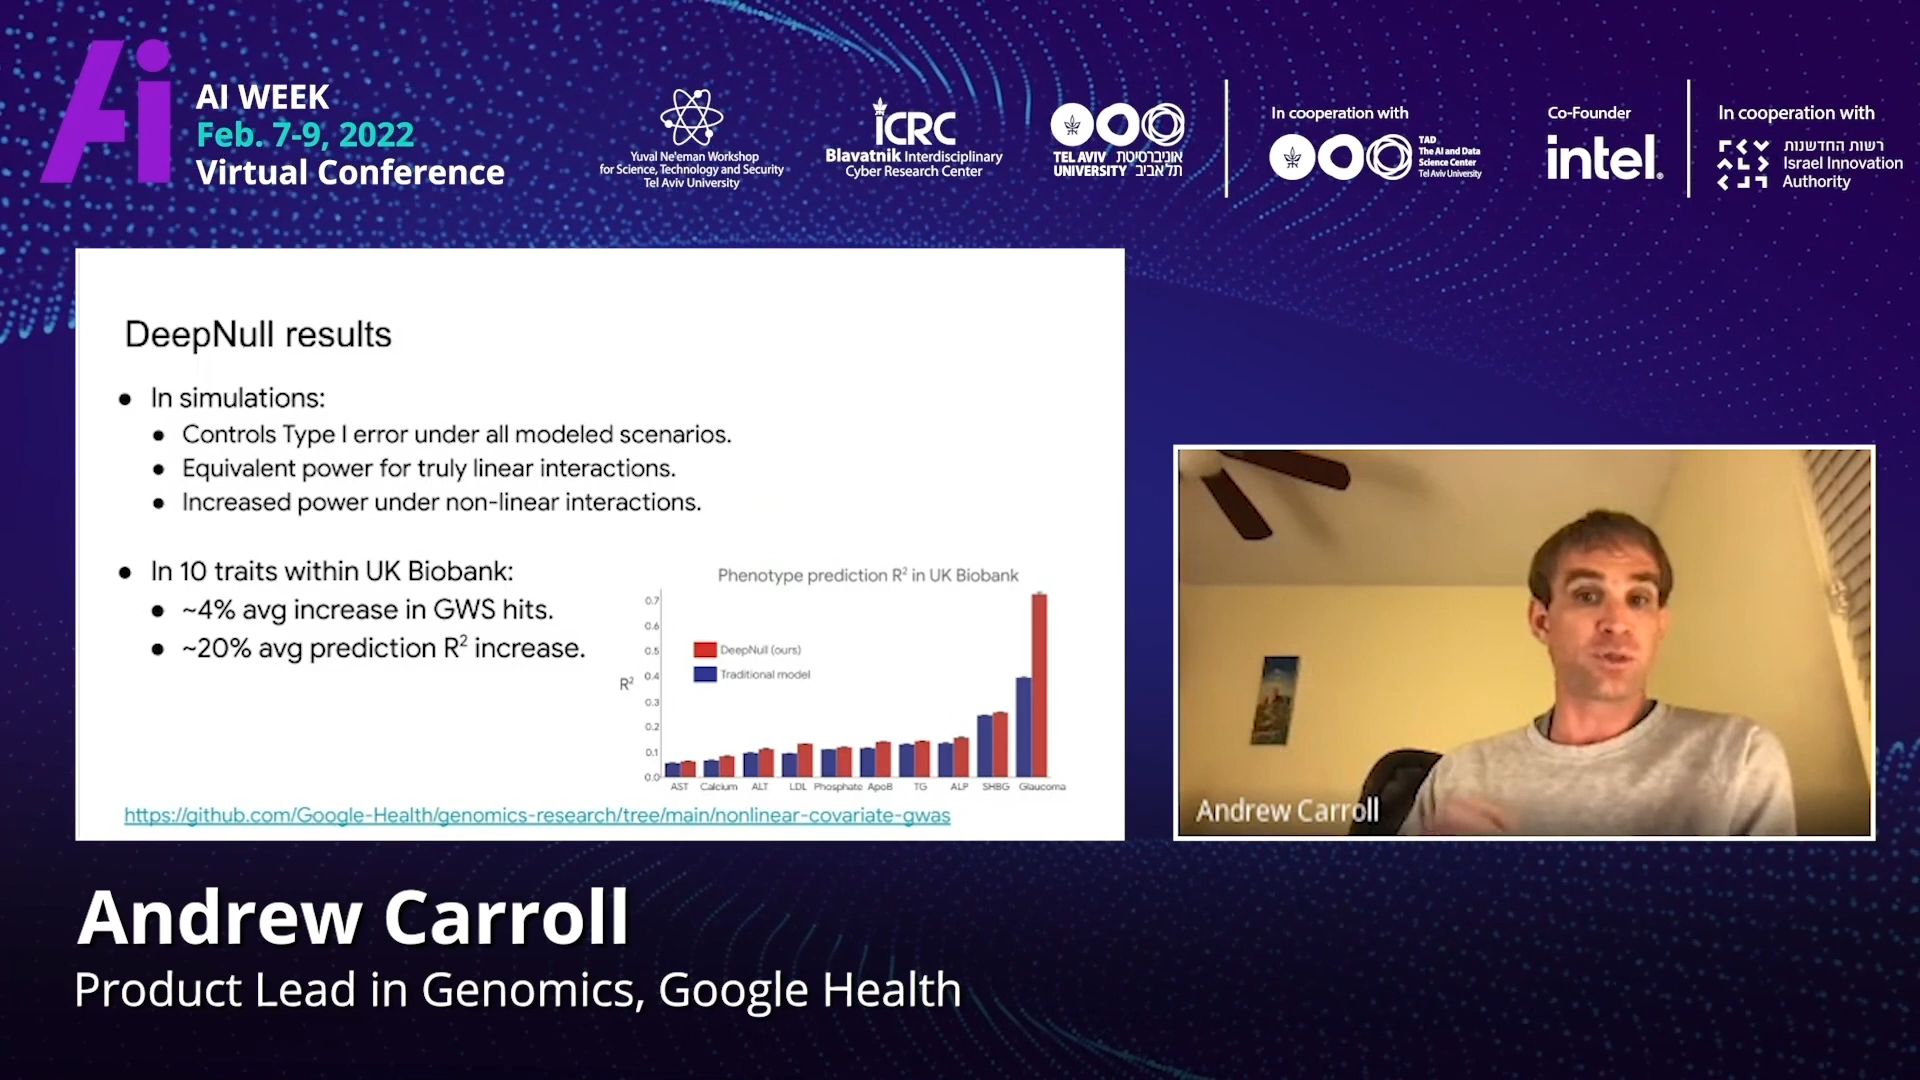 Ai
AI WEEK
Feb. 7-9, 2022
Virtual Conference
Yuval Ne'eman Workshop
for Science, Technology and Security
Tel Aviv University
iCRC
Blavatnik Interdisciplinary
Cyber Research Center
TEL AVIV אוניברסיטת
UNIVERSITY תל אביב
In cooperation with
TAD
The AI and Data
Science Center
Tel Aviv University
Co-Founder
intel.
In cooperation with
רשות החדשנות
Israel Innovation
Authority
DeepNull results
● In simulations:
● Controls Type I error under all modeled scenarios.
● Equivalent power for truly linear interactions.
● Increased power under non-linear interactions.
● In 10 traits within UK Biobank:
● ~4% avg increase in GWS hits.
● ~20% avg prediction R² increase.
Phenotype prediction R² in UK Biobank
0.7
0.6
0.5
0.4
0.3
0.2
0.1
0.0
R²
DeepNull (ours)
Traditional model
AST Calcium ALT LDL Phosphate ApoB TG ALP SHBG Glaucoma
https://github.com/Google-Health/genomics-research/tree/main/nonlinear-covariate-gwas
Andrew Carroll
Andrew Carroll
Product Lead in Genomics, Google Health